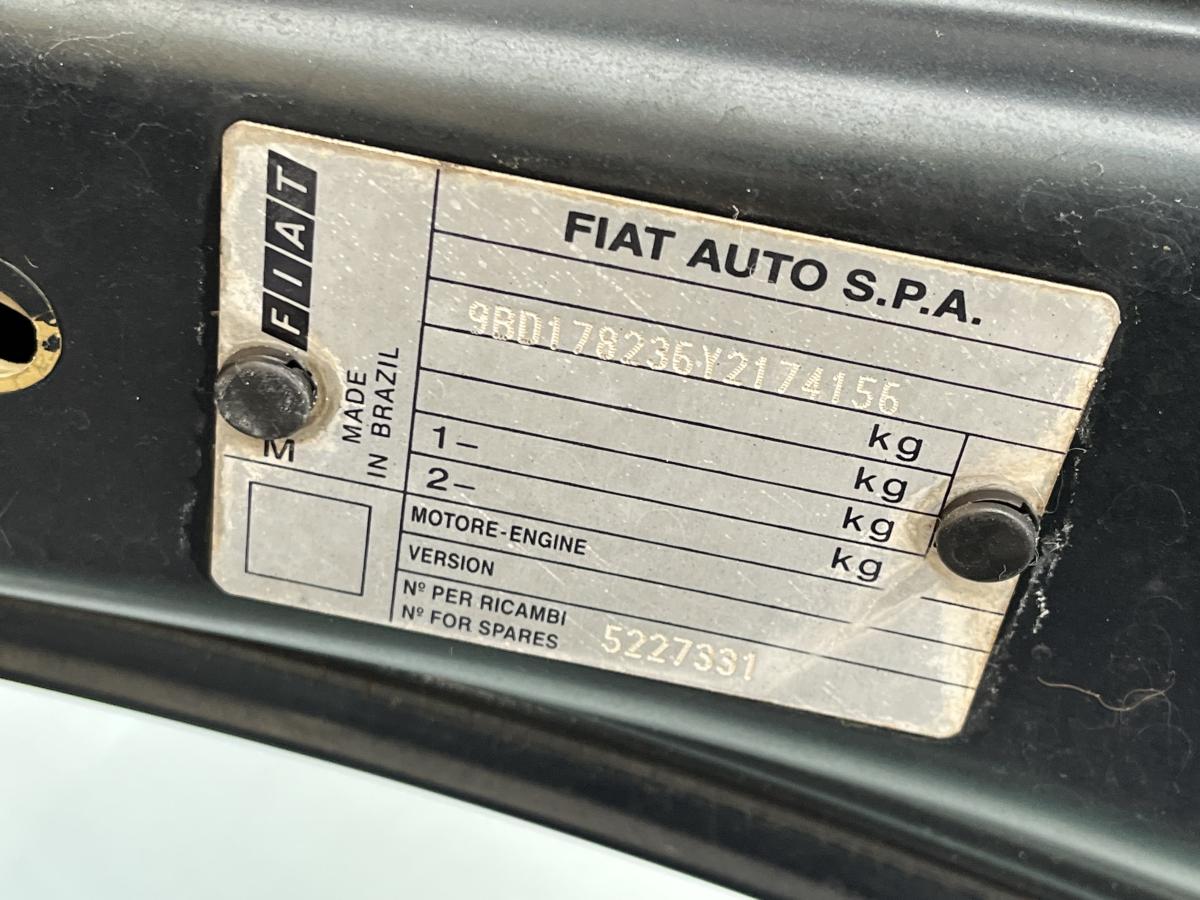 FIAT
MADE
IN BRAZIL
M
FIAT AUTO S.P.A.
9BD178236Y2174156
kg
1– kg
2– kg
kg
MOTORE-ENGINE
VERSION
Nº PER RICAMBI
Nº FOR SPARES 5227331